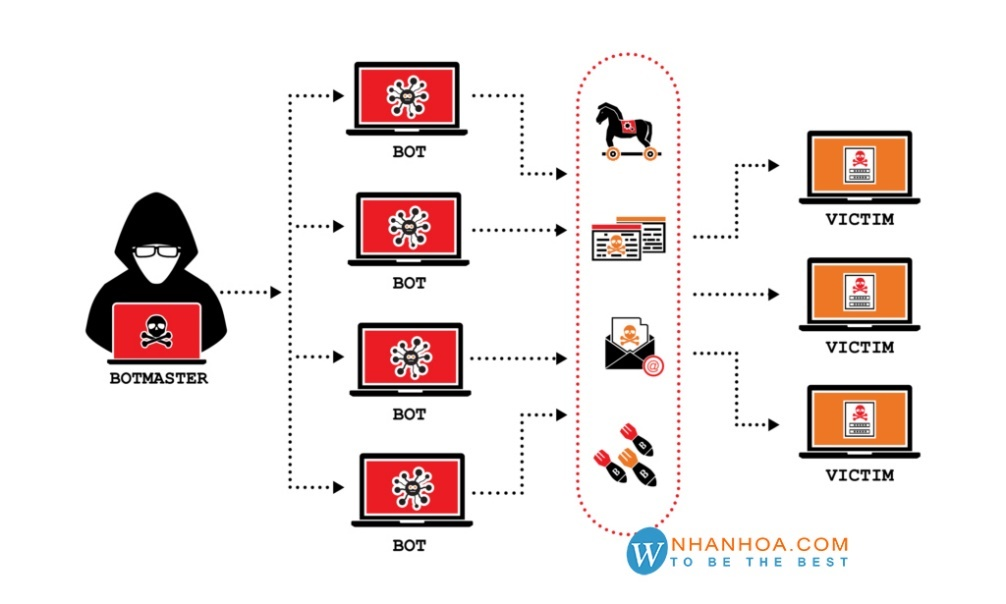 BOT
BOT
BOTMASTER
BOT
BOT
@
B
B
B
VICTIM
VICTIM
VICTIM
W
NHANHOA.COM
TO BE THE BEST